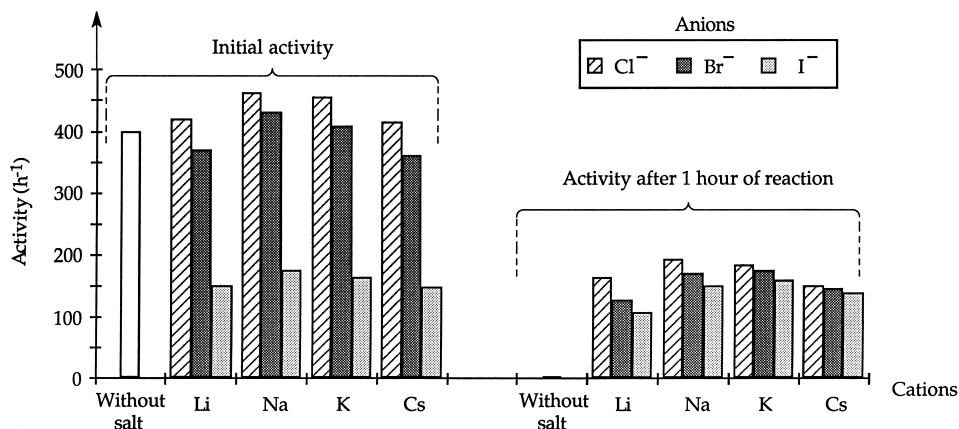 Anions
Cl⁻ Br⁻ I⁻
Initial activity
Activity after 1 hour of reaction
Activity (h⁻¹)
500
400
300
200
100
0
Without salt
Li
Na
K
Cs
Without salt
Li
Na
K
Cs
Cations